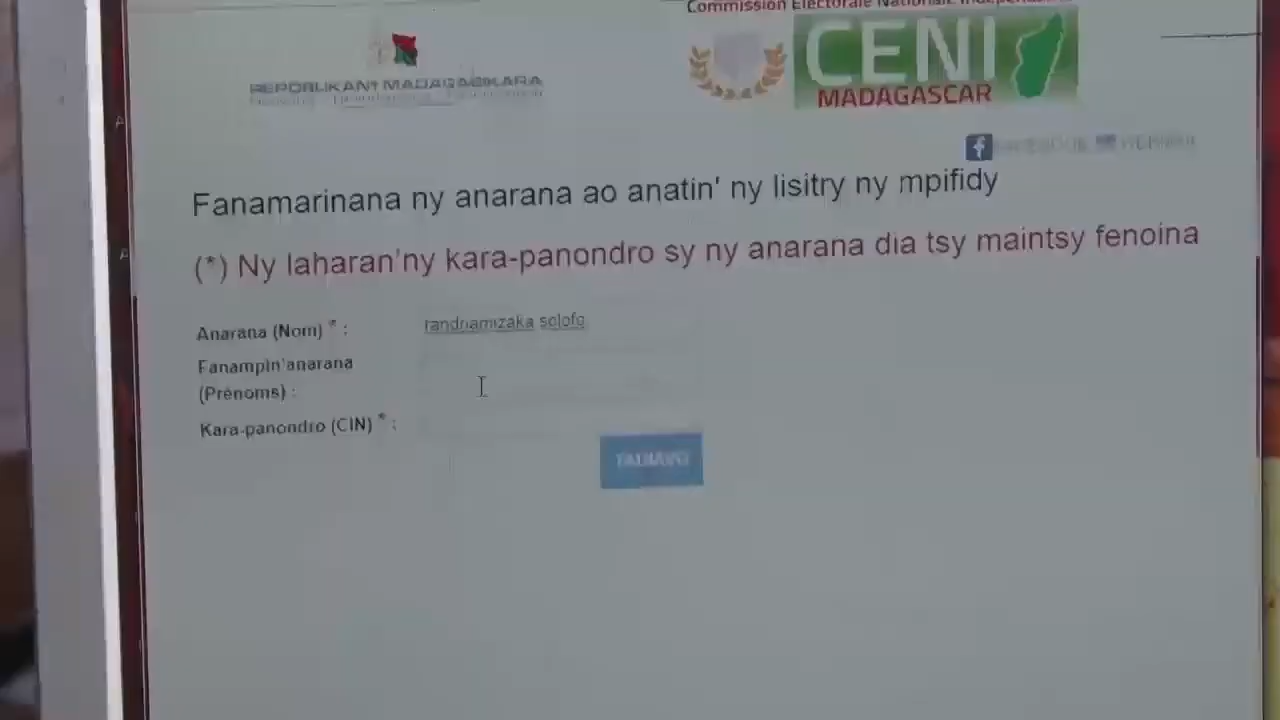 Commission Electorale Nationale
CENI
MADAGASCAR
REPOBLIKAN'I MADAGASIKARA
Fanamarinana ny anarana ao anatin' ny lisitry ny mpifidy
(*) Ny laharan'ny kara-panondro sy ny anarana dia tsy maintsy fenoina
Anarana (Nom) * : randriamizaka solofo
Fanampin'anarana
(Prénoms) :
Kara-panondro (CIN) * :